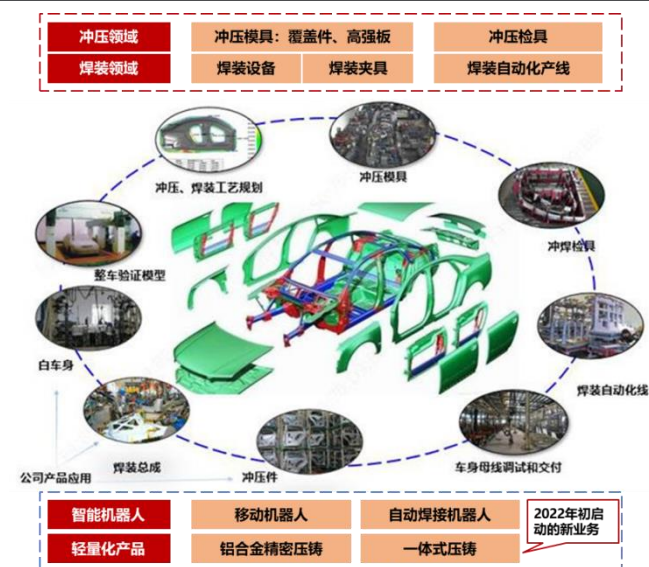 冲压领域
冲压模具：覆盖件、高强板
冲压检具
焊装领域
焊装设备
焊装夹具
焊装自动化产线
冲压、焊装工艺规划
冲压模具
冲焊检具
整车验证模型
白车身
焊装自动化线
焊装总成
冲压件
车身母线调试和交付
公司产品应用
智能机器人
移动机器人
自动焊接机器人
2022年初启
动的新业务
轻量化产品
铝合金精密压铸
一体式压铸